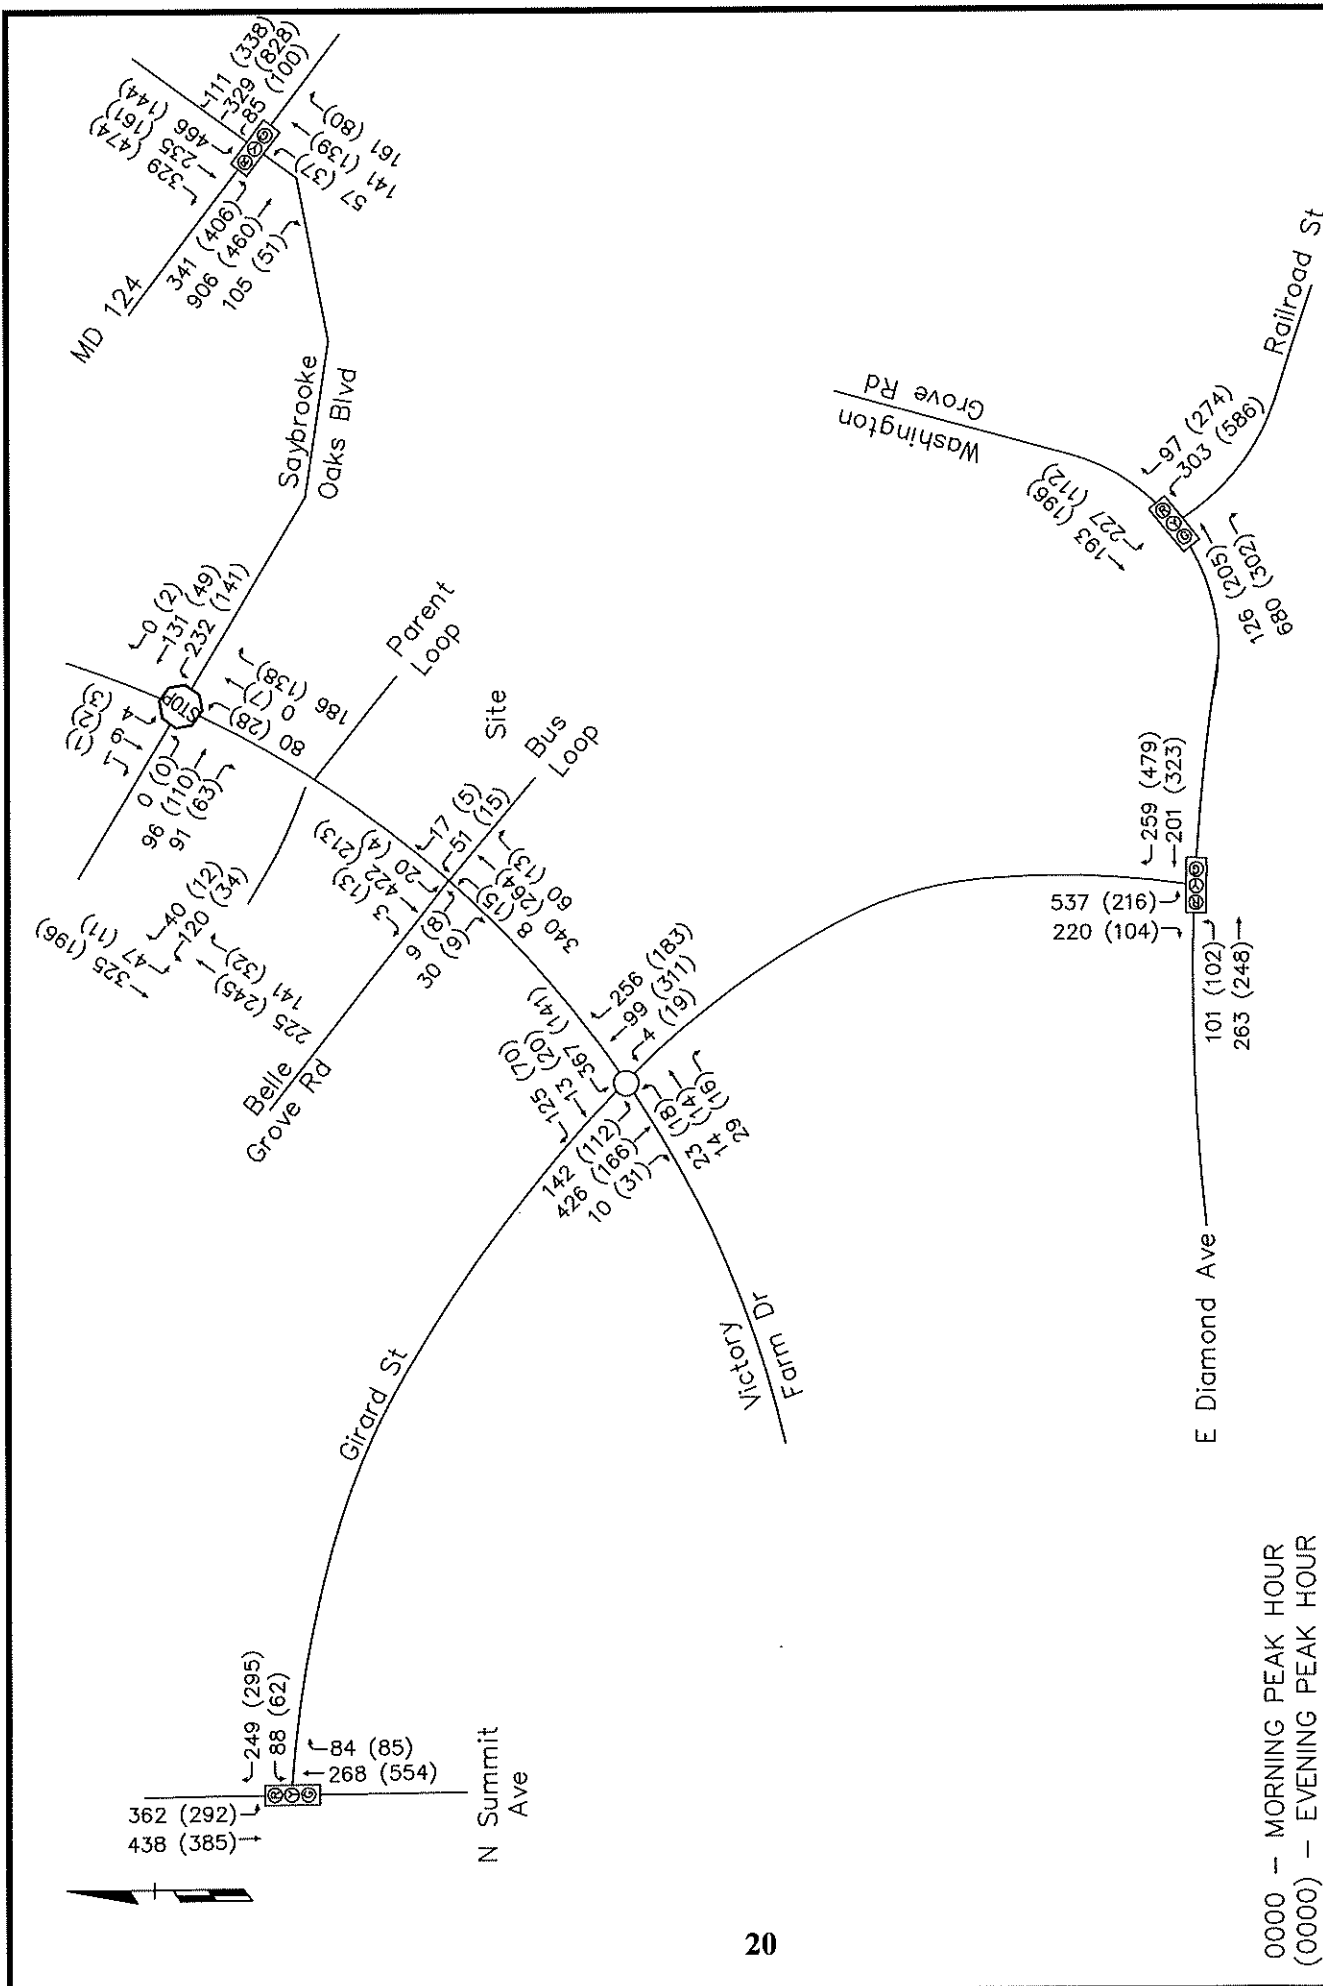 111 (338)
329 (828)
85 (100)
329 (474)
235 (161)
466 (144)
341 (406)
906 (460)
105 (51)
57 (37)
141 (139)
161 (80)
R Y G
MD 124
Saybrooke
Oaks Blvd
0 (2)
131 (49)
232 (141)
1 (1)
9 (2)
4 (3)
STOP
0 (0)
96 (110)
91 (63)
80 (28)
0 (7)
186 (138)
Parent
Loop
Site
Bus
Loop
325 (196)
47 (11)
40 (12)
120 (34)
225 (245)
141 (32)
3 (13)
422 (213)
20 (4)
17 (5)
51 (15)
9 (8)
30 (9)
8 (15)
340 (264)
60 (13)
Belle
Grove Rd
125 (70)
13 (20)
367 (141)
256 (183)
99 (311)
4 (19)
142 (112)
426 (166)
10 (31)
23 (18)
14 (14)
29 (16)
Victory
Farm Dr
Girard St
Washington
Grove Rd
Railroad St
193 (196)
227 (112)
97 (274)
303 (586)
126 (205)
680 (302)
R Y G
259 (479)
201 (323)
537 (216)
220 (104)
101 (102)
263 (248)
R Y G
E Diamond Ave
249 (295)
88 (62)
84 (85)
268 (554)
362 (292)
438 (385)
R Y G
N Summit
Ave
20
0000 – MORNING PEAK HOUR
(0000) – EVENING PEAK HOUR